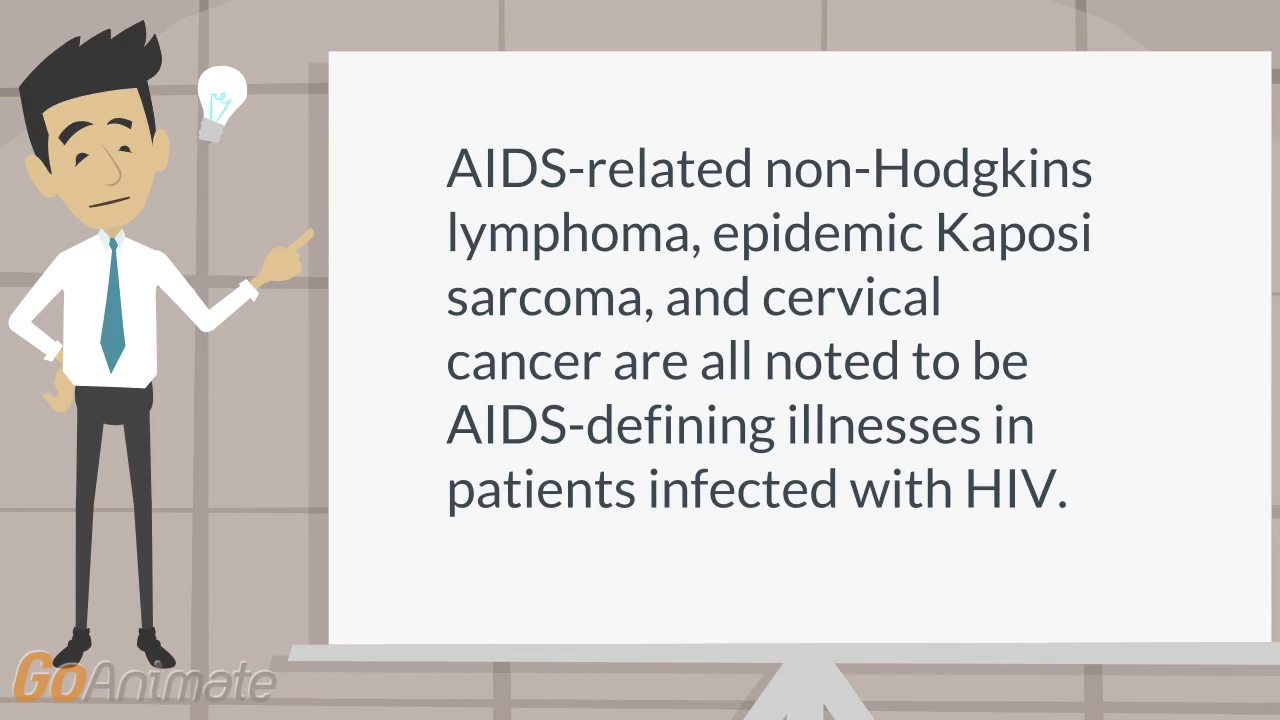 AIDS-related non-Hodgkins
lymphoma, epidemic Kaposi
sarcoma, and cervical
cancer are all noted to be
AIDS-defining illnesses in
patients infected with HIV.
GoAnimate